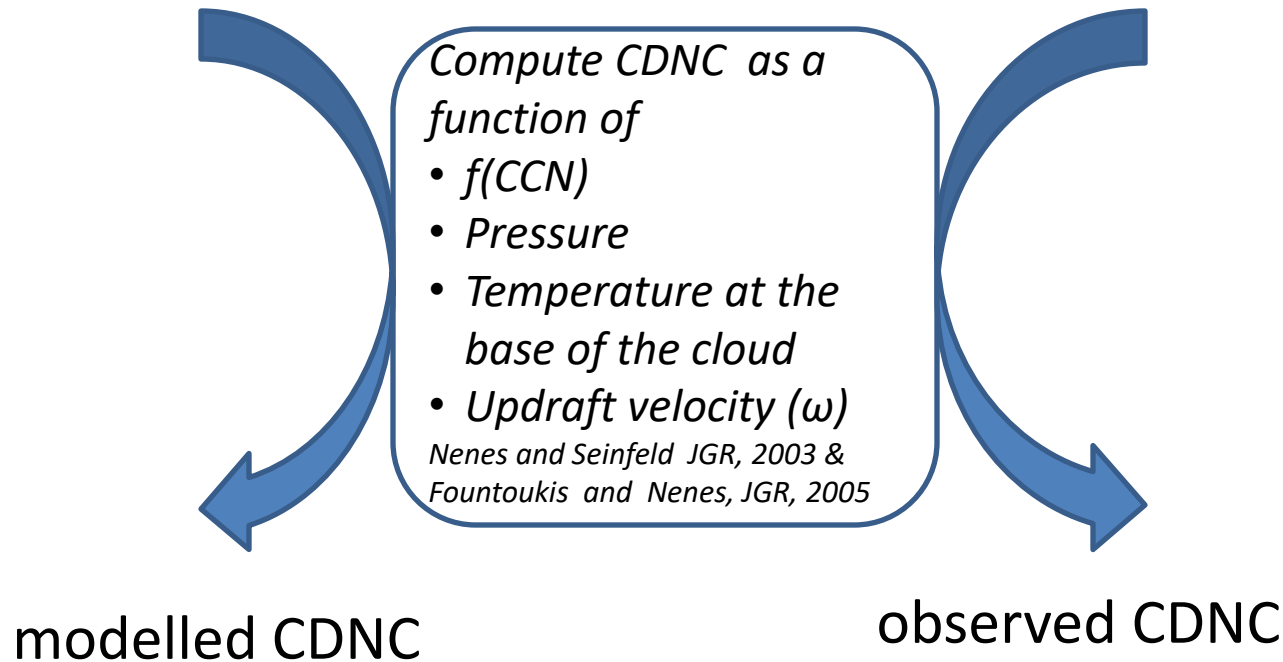 Compute CDNC as a
function of
• f(CCN)
• Pressure
• Temperature at the
base of the cloud
• Updraft velocity (ω)
Nenes and Seinfeld JGR, 2003 &
Fountoukis and Nenes, JGR, 2005
modelled CDNC
observed CDNC